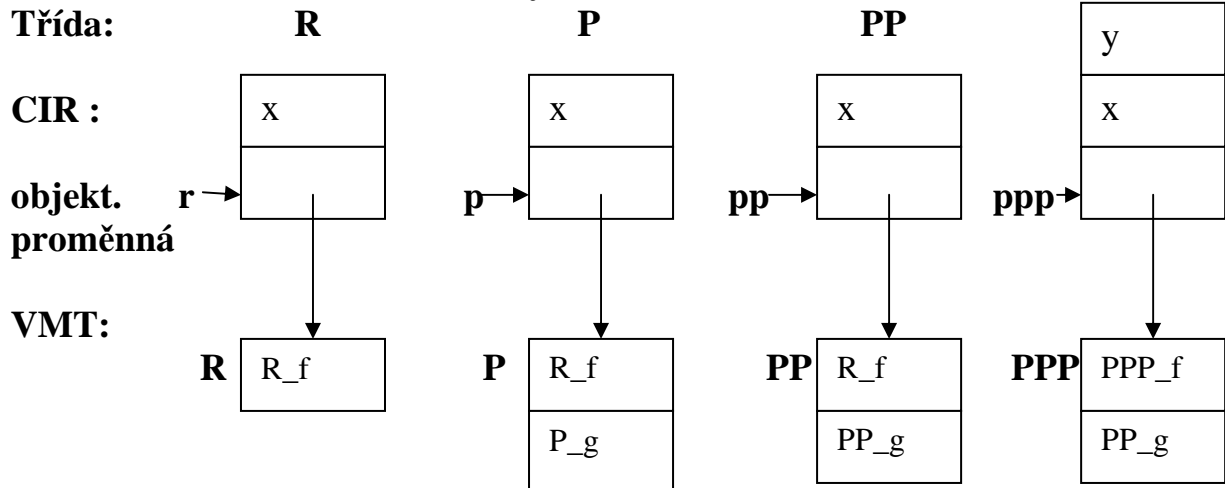 Třída: R P PP
y
CIR : x x x x
objekt. r p pp ppp
proměnná
VMT:
R R_f P R_f PP R_f PPP PPP_f
P_g PP_g PP_g